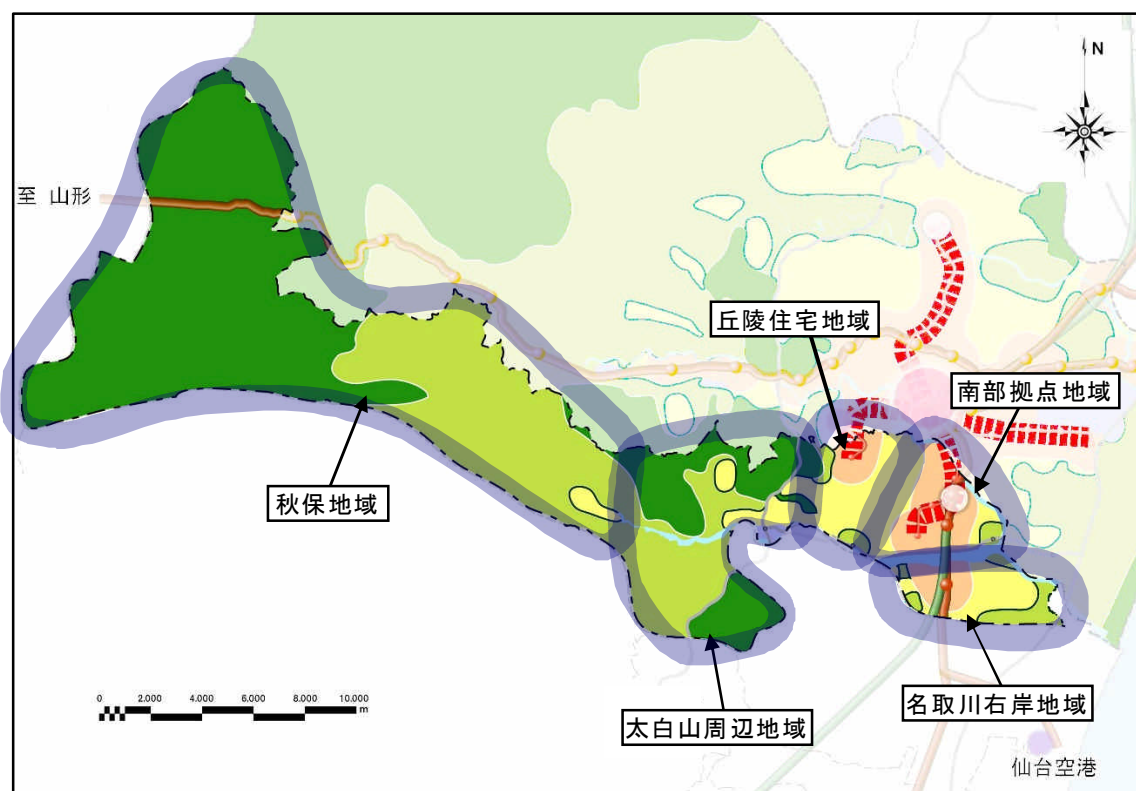 N
至 山形
丘陵住宅地域
南部拠点地域
秋保地域
0 2.000 4.000 6.000 8.000 10.000
m
太白山周辺地域
名取川右岸地域
仙台空港